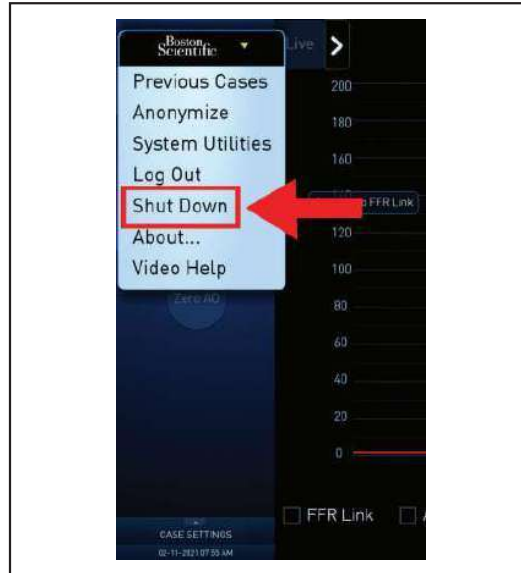 Boston Scientific
Live
Previous Cases
Anonymize
System Utilities
Log Out
Shut Down
About...
Video Help
Zero AO
200
180
160
FFR Link
120
100
80
60
40
20
0
FFR Link
CASE SETTINGS
02-11-2021 07:55 AM